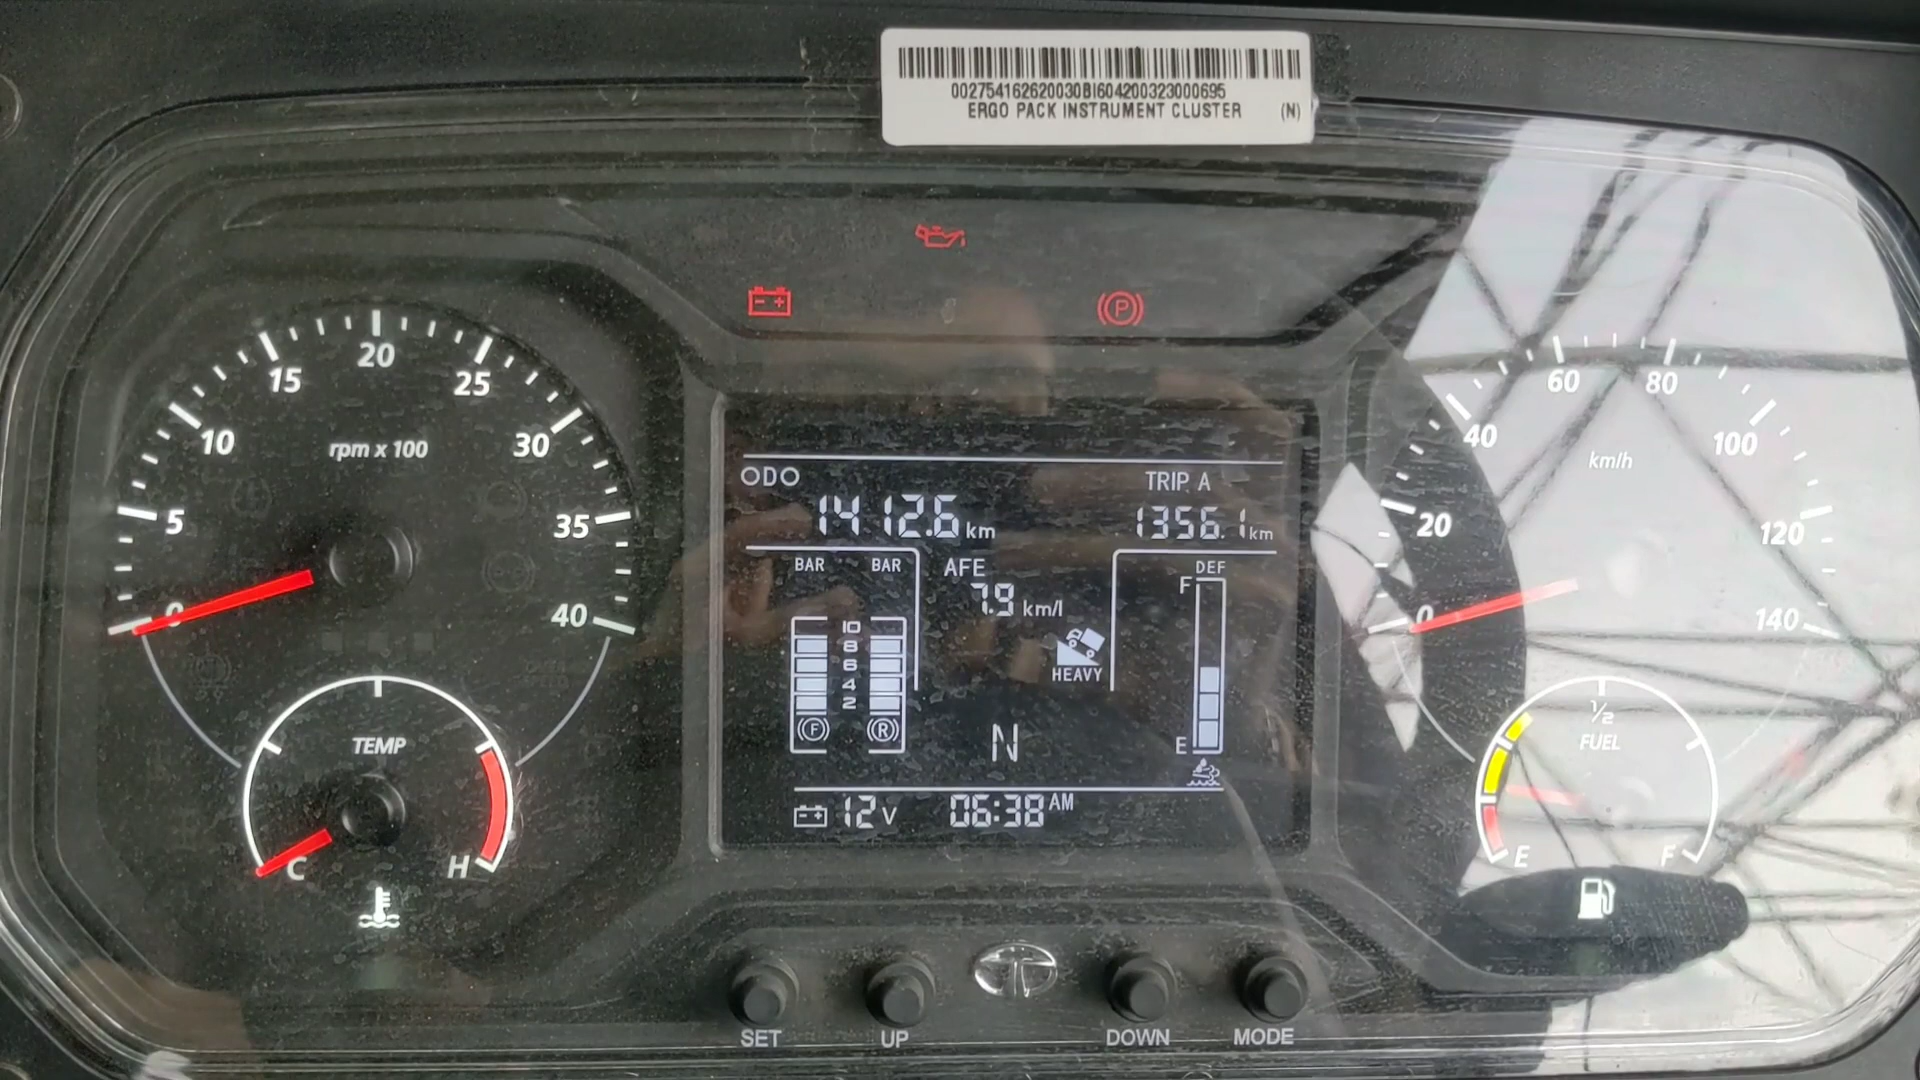 002754162620030BI604200323000695
ERGO PACK INSTRUMENT CLUSTER (N)
0
5
10
15
20
25
30
35
40
rpm x 100
TEMP
C
H
ODO
1412.6 km
TRIP A
1356.1 km
BAR BAR
10
8
6
4
2
F
R
AFE
7.9 km/l
HEAVY
N
DEF
F
E
12 V
06:38 AM
P
0
20
40
60
80
100
120
140
km/h
1/2
FUEL
E
F
SET
UP
DOWN
MODE